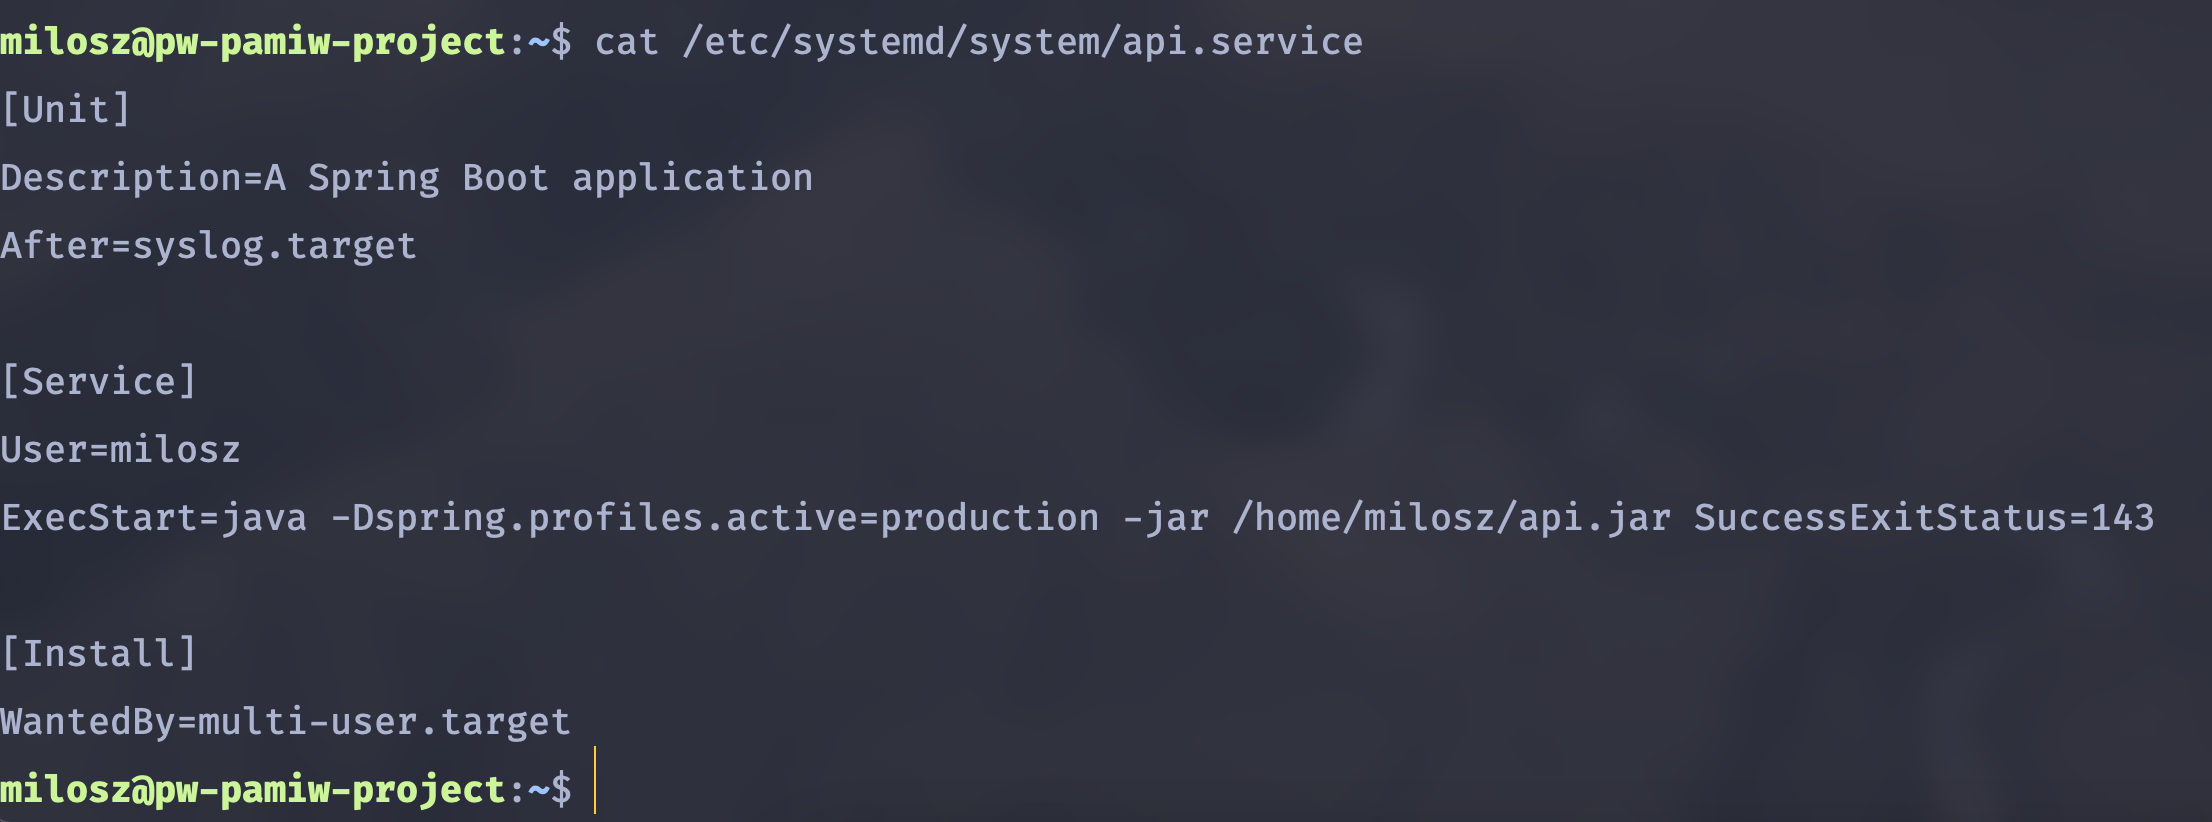 milosz@pw-pamiw-project:~$ cat /etc/systemd/system/api.service
[Unit]
Description=A Spring Boot application
After=syslog.target
[Service]
User=milosz
ExecStart=java -Dspring.profiles.active=production -jar /home/milosz/api.jar SuccessExitStatus=143
[Install]
WantedBy=multi-user.target
milosz@pw-pamiw-project:~$